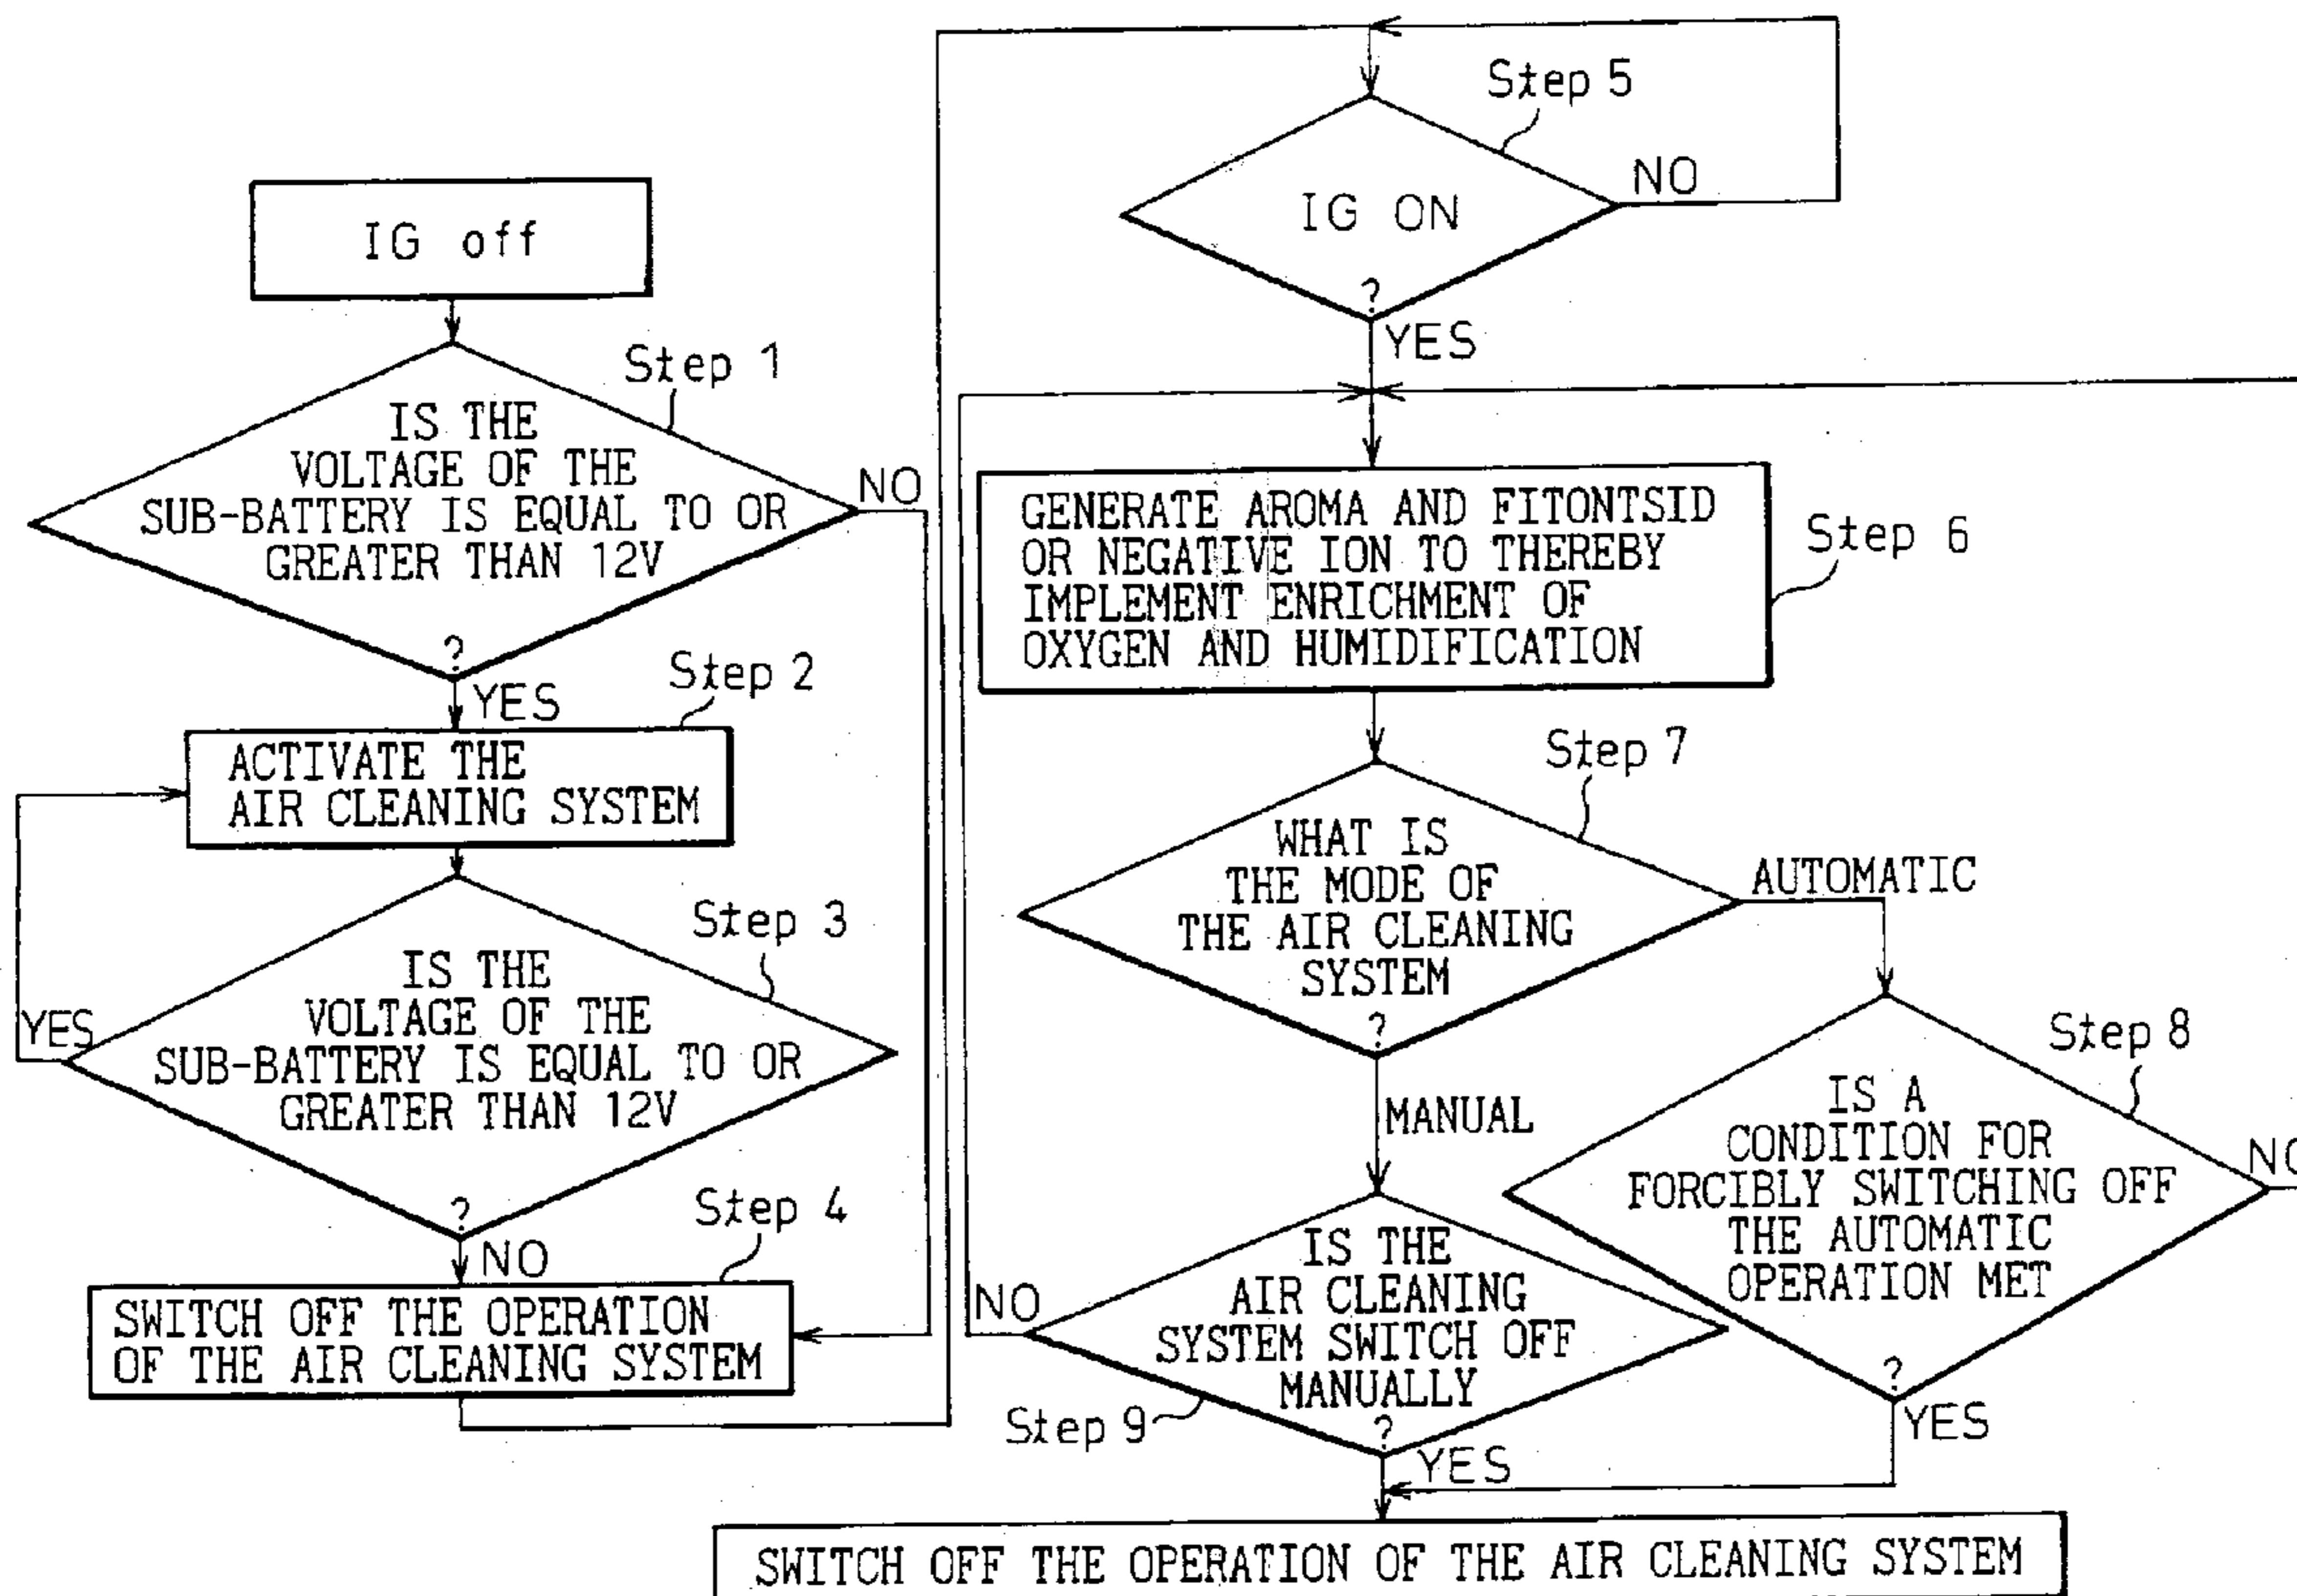 IG off
Step 1
IS THE
VOLTAGE OF THE
SUB-BATTERY IS EQUAL TO OR
GREATER THAN 12V
?
NO
YES
Step 2
ACTIVATE THE
AIR CLEANING SYSTEM
Step 3
IS THE
VOLTAGE OF THE
SUB-BATTERY IS EQUAL TO OR
GREATER THAN 12V
?
YES
NO
Step 4
SWITCH OFF THE OPERATION
OF THE AIR CLEANING SYSTEM
Step 5
IG ON
?
NO
YES
GENERATE AROMA AND FITONTSID
OR NEGATIVE ION TO THEREBY
IMPLEMENT ENRICHMENT OF
OXYGEN AND HUMIDIFICATION
Step 6
Step 7
WHAT IS
THE MODE OF
THE AIR CLEANING
SYSTEM
?
AUTOMATIC
MANUAL
Step 8
IS A
CONDITION FOR
FORCIBLY SWITCHING OFF
THE AUTOMATIC
OPERATION MET
?
NO
YES
IS THE
AIR CLEANING
SYSTEM SWITCH OFF
MANUALLY
?
NO
Step 9
YES
SWITCH OFF THE OPERATION OF THE AIR CLEANING SYSTEM